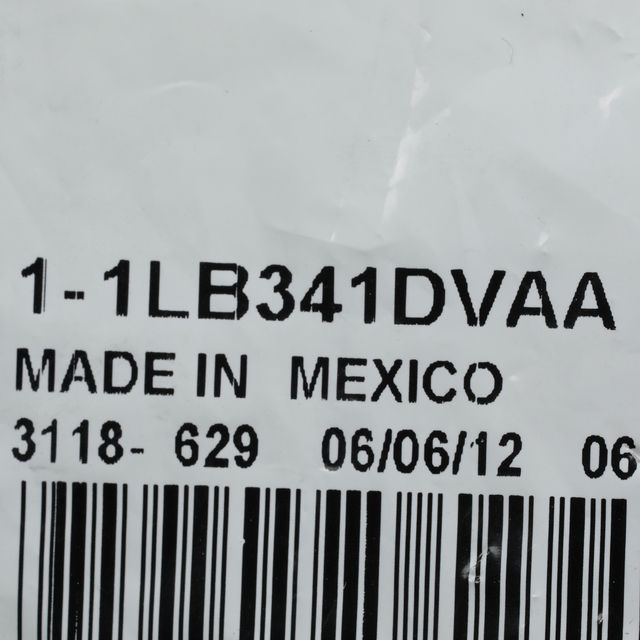 1-1LB341DVAA
MADE IN MEXICO
3118- 629 06/06/12 06